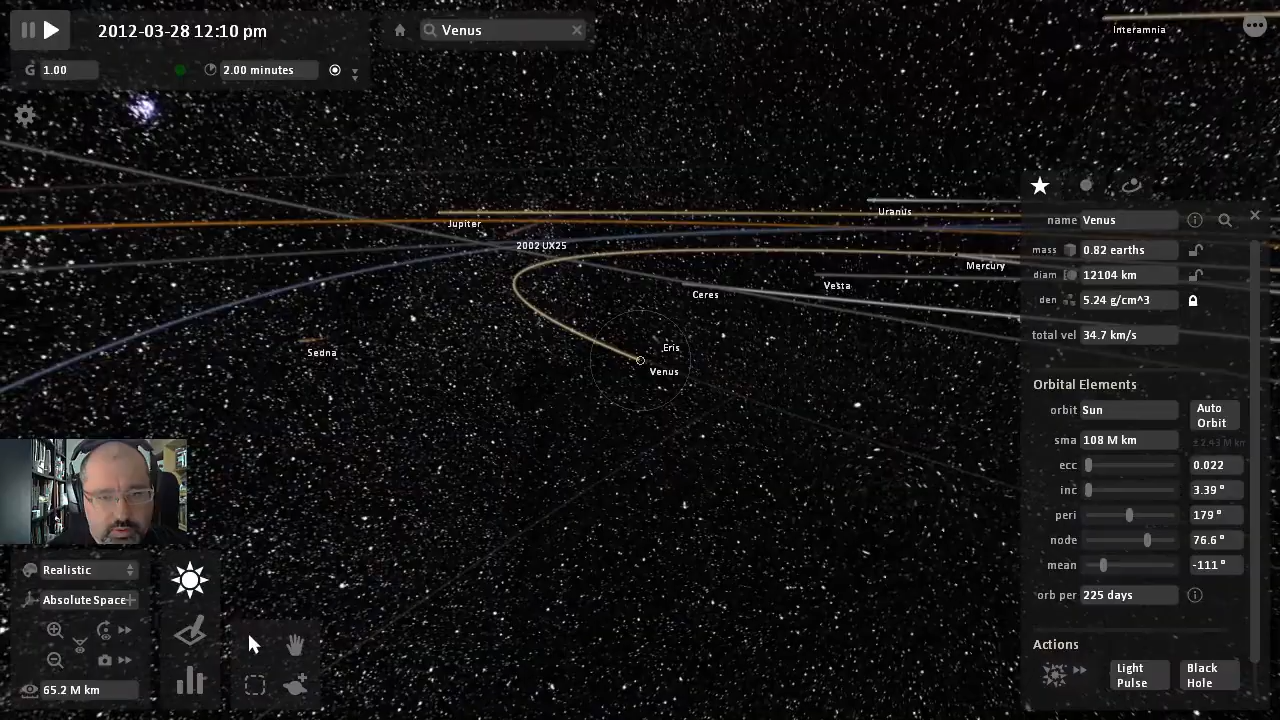 2012-03-28 12:10 pm
Venus
Interamnia
G 1.00
2.00 minutes
Uranus
Jupiter
name Venus
2002 UX25
mass 0.82 earths
Mercury
diam 12104 km
Vesta
Ceres
den 5.24 g/cm^3
total vel 34.7 km/s
Eris
Sedna
Venus
Orbital Elements
orbit Sun
Auto
Orbit
sma 108 M km
±2.43 M km
ecc 0.022
inc 3.39 °
peri 179 °
node 76.6 °
mean -111 °
Realistic
Absolute Space
orb per 225 days
Actions
Light
Pulse
Black
Hole
65.2 M km